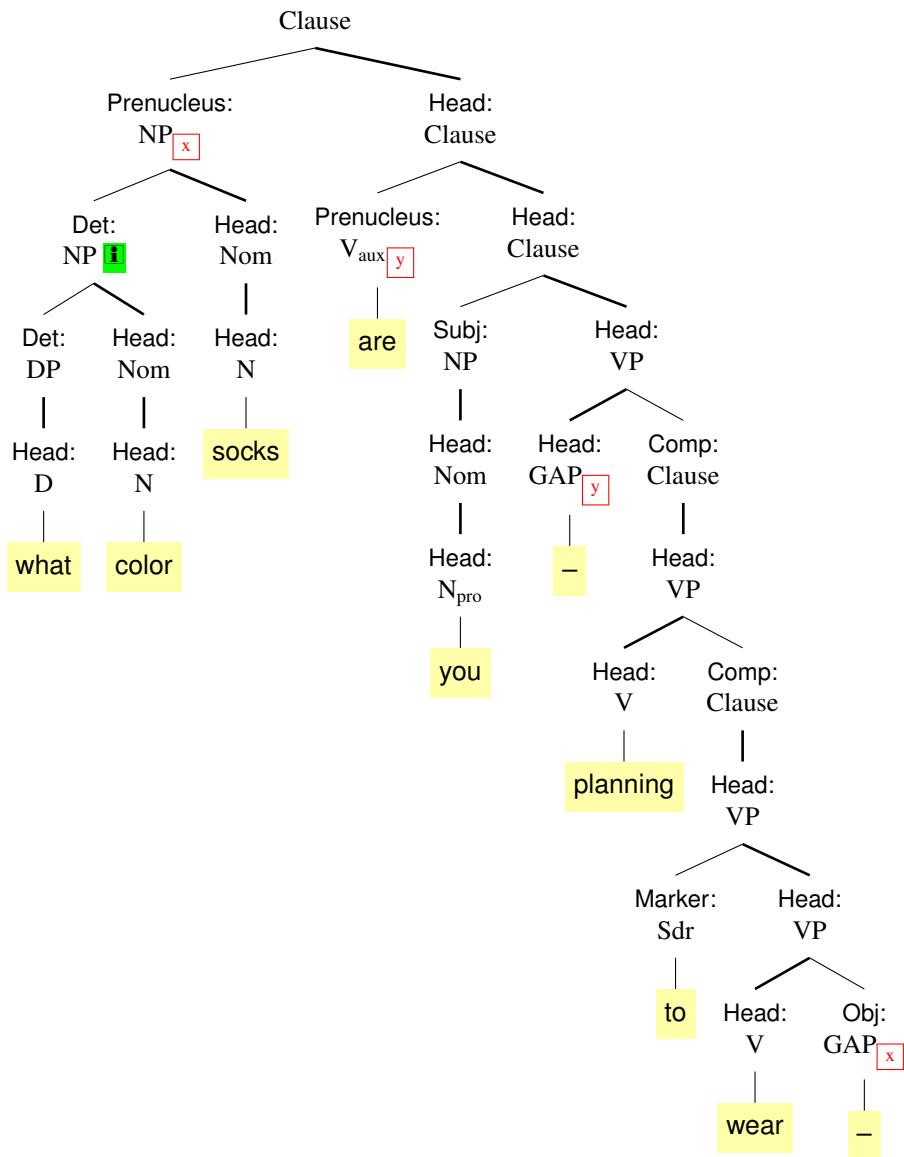 Clause
Prenucleus: Head:
NP x Clause
Det: Head: Prenucleus: Head:
NP i Nom Vaux y Clause
Det: Head: Head: are Subj: Head:
DP Nom N NP VP
Head: Head: socks Head: Head: Comp:
D N Nom GAP y Clause
what color Head: – Head:
Npro VP
you Head: Comp:
V Clause
planning Head:
VP
Marker: Head:
Sdr VP
to Head: Obj:
V GAP x
wear –